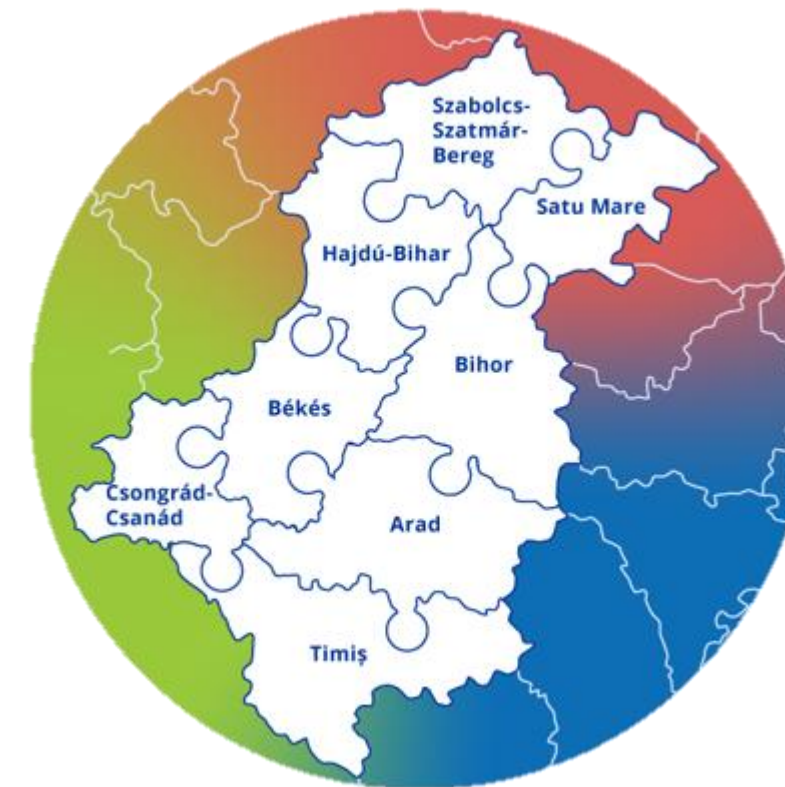 Szabolcs-
Szatmár-
Bereg
Satu Mare
Hajdú-Bihar
Bihor
Békés
Csongrád-
Csanád
Arad
Timiș